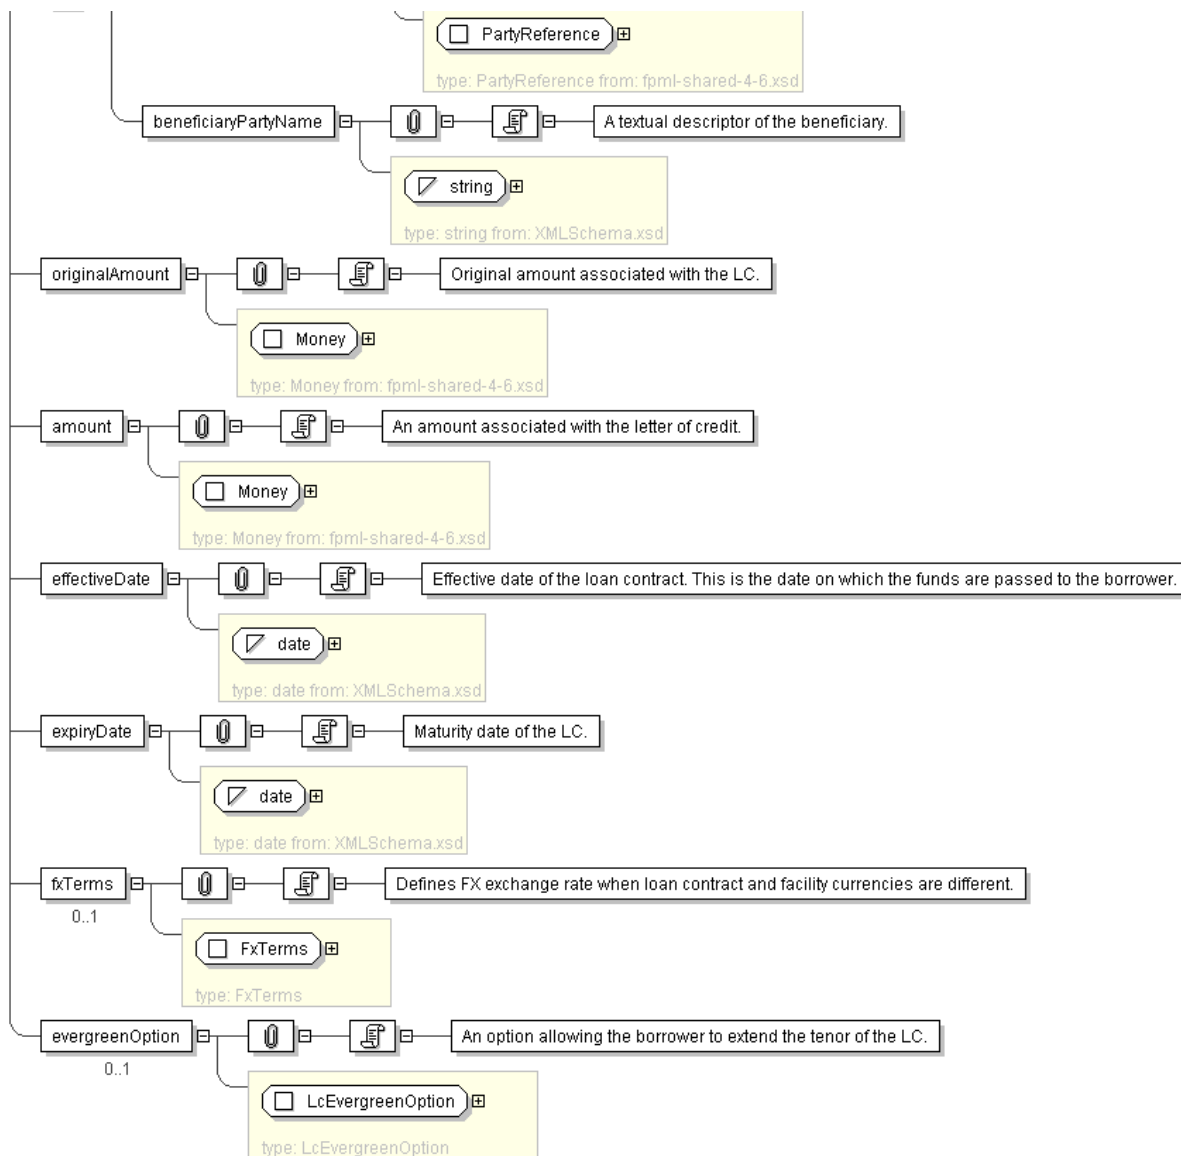 PartyReference
type: PartyReference from: fpml-shared-4-6.xsd
beneficiaryPartyName
A textual descriptor of the beneficiary.
string
type: string from: XMLSchema.xsd
originalAmount
Original amount associated with the LC.
Money
type: Money from: fpml-shared-4-6.xsd
amount
An amount associated with the letter of credit.
Money
type: Money from: fpml-shared-4-6.xsd
effectiveDate
Effective date of the loan contract. This is the date on which the funds are passed to the borrower.
date
type: date from: XMLSchema.xsd
expiryDate
Maturity date of the LC.
date
type: date from: XMLSchema.xsd
fxTerms
Defines FX exchange rate when loan contract and facility currencies are different.
0..1
FxTerms
type: FxTerms
evergreenOption
An option allowing the borrower to extend the tenor of the LC.
0..1
LcEvergreenOption
type: LcEvergreenOption